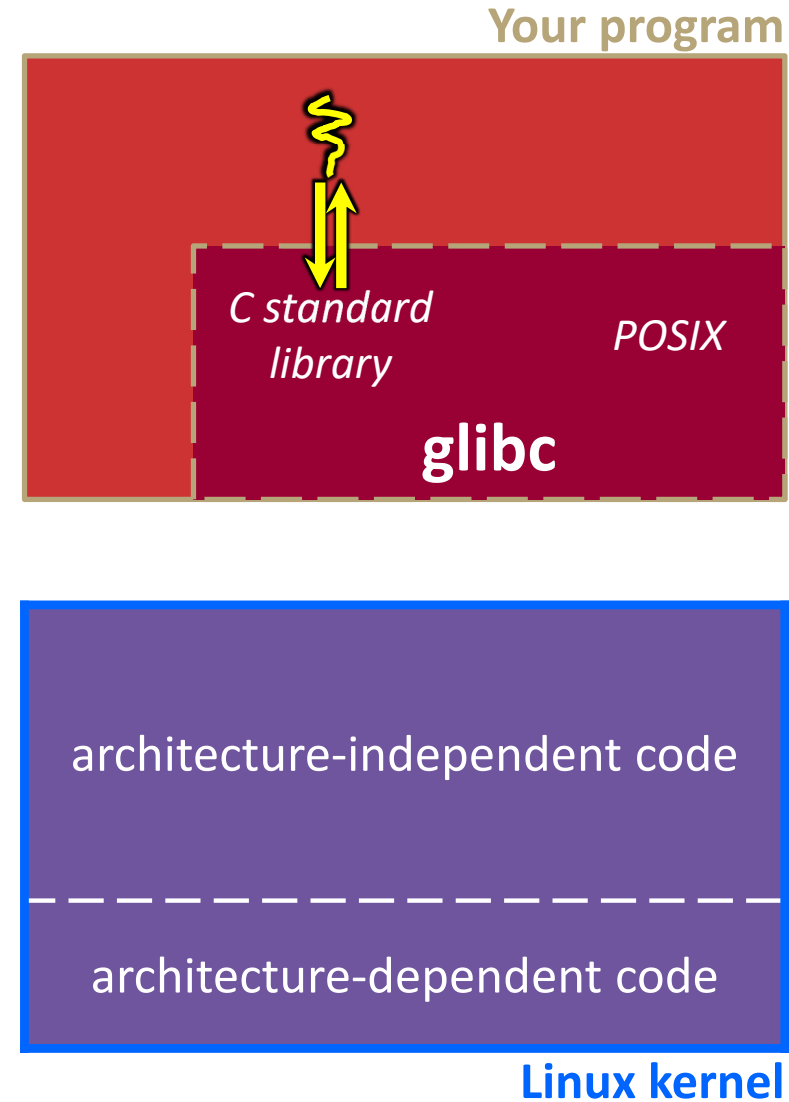 Your program
C standard
library
POSIX
glibc
architecture-independent code
architecture-dependent code
Linux kernel